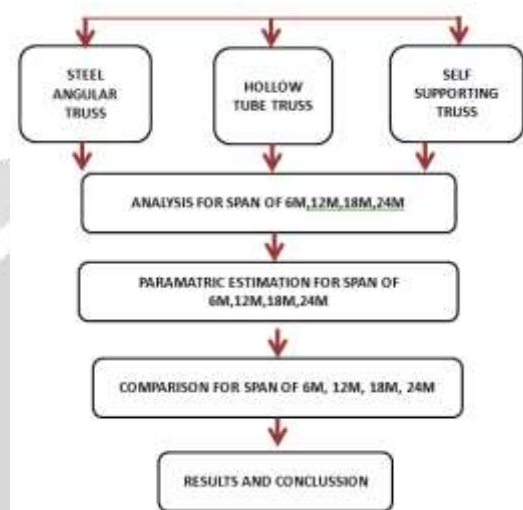 STEEL
ANGULAR
TRUSS
HOLLOW
TUBE TRUSS
SELF
SUPPORTING
TRUSS
ANALYSIS FOR SPAN OF 6M,12M,18M,24M
PARAMATRIC ESTIMATION FOR SPAN OF
6M,12M,18M,24M
COMPARISON FOR SPAN OF 6M, 12M, 18M, 24M
RESULTS AND CONCLUSSION